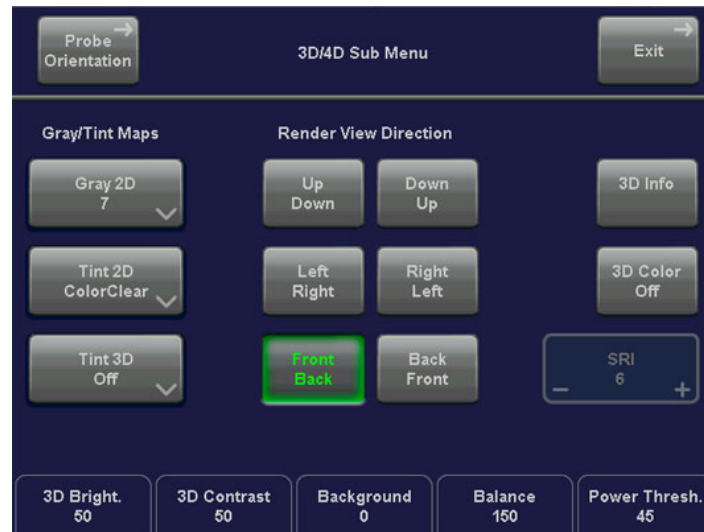 Probe
Orientation
3D/4D Sub Menu
Exit
Gray/Tint Maps
Render View Direction
Gray 2D
7
Up
Down
Down
Up
3D Info
Tint 2D
ColorClear
Left
Right
Right
Left
3D Color
Off
Tint 3D
Off
Front
Back
Back
Front
SRI
6
− +
3D Bright.
50
3D Contrast
50
Background
0
Balance
150
Power Thresh.
45